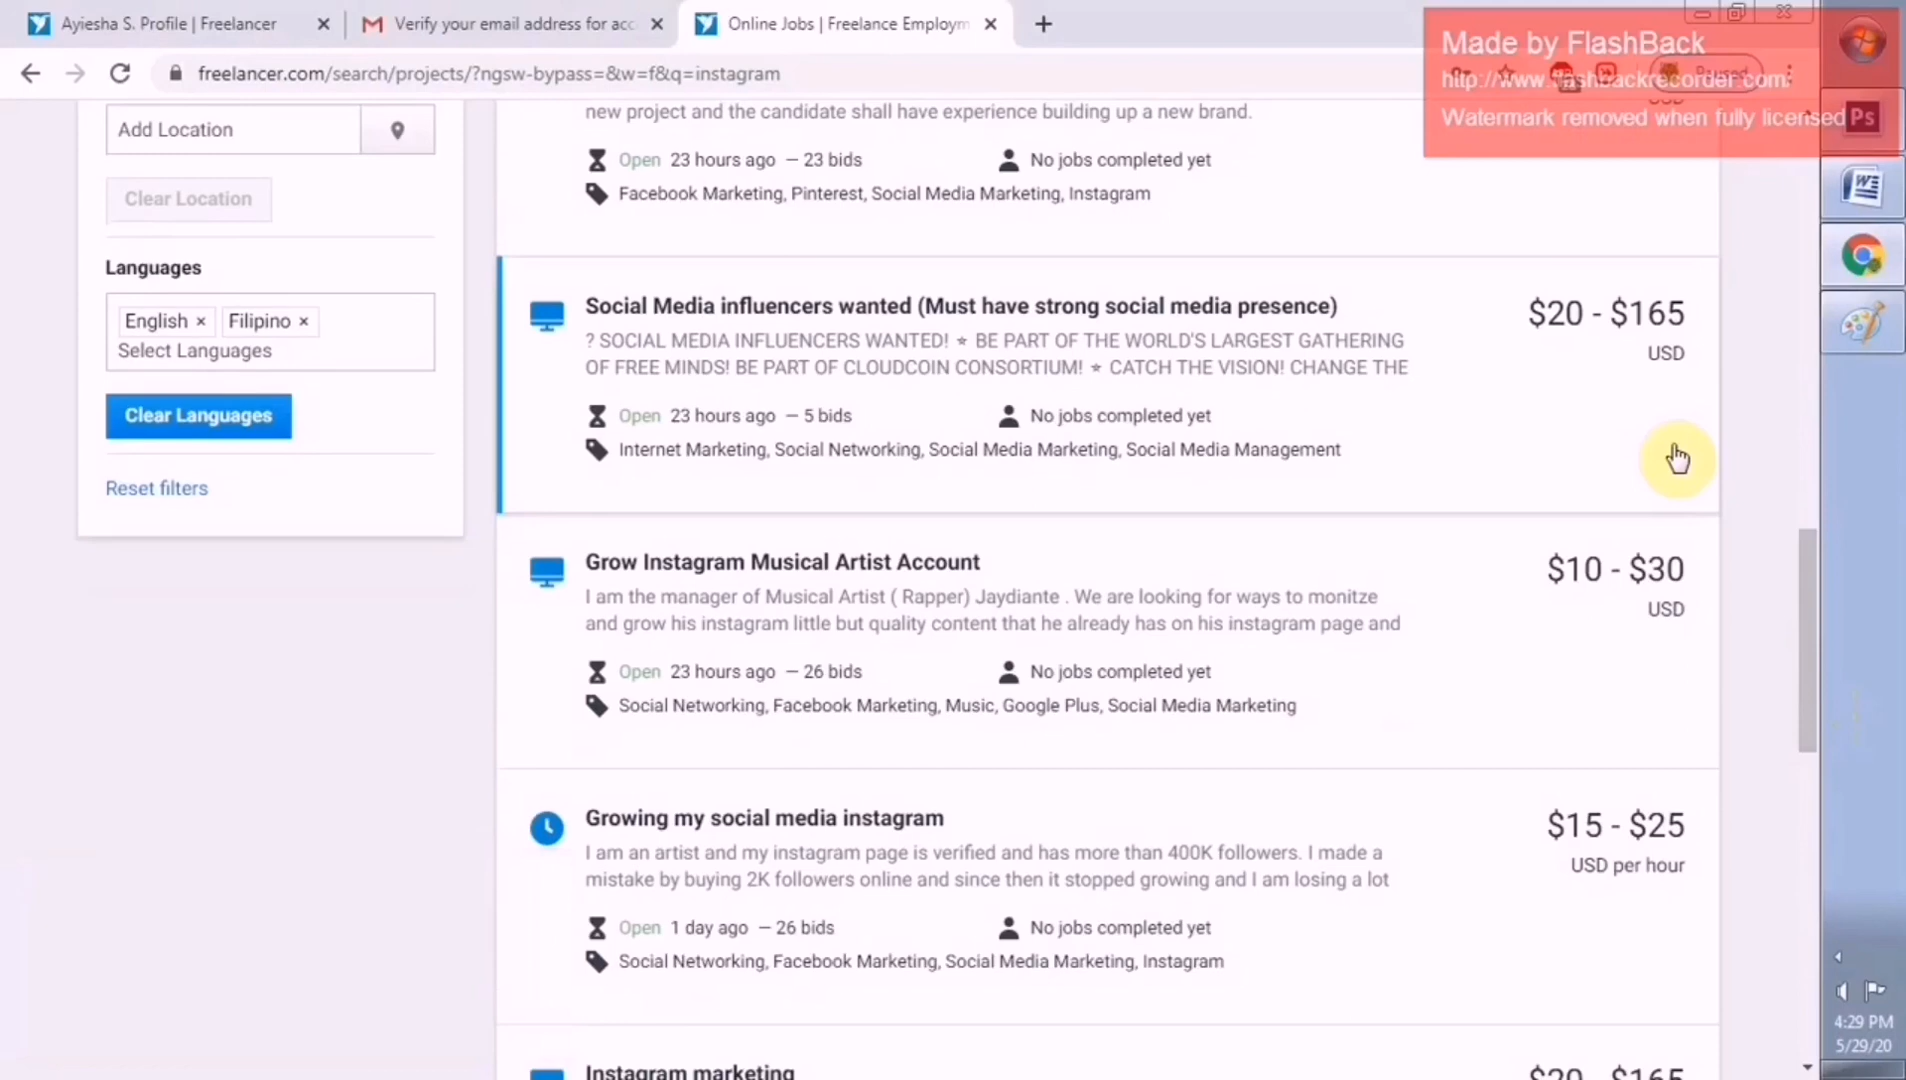 Ayiesha S. Profile | Freelancer
Verify your email address for acc
Online Jobs | Freelance Employm
freelancer.com/search/projects/?ngsw-bypass=&w=f&q=instagram
Made by FlashBack
http://www.flashbackrecorder.com/
Watermark removed when fully licensed
Paused
USD
Ps
Add Location
Clear Location
Languages
English ×
Filipino ×
Select Languages
Clear Languages
Reset filters
new project and the candidate shall have experience building up a new brand.
Open 23 hours ago — 23 bids
No jobs completed yet
Facebook Marketing, Pinterest, Social Media Marketing, Instagram
Social Media influencers wanted (Must have strong social media presence)
$20 - $165
USD
? SOCIAL MEDIA INFLUENCERS WANTED! ⭑ BE PART OF THE WORLD'S LARGEST GATHERING
OF FREE MINDS! BE PART OF CLOUDCOIN CONSORTIUM! ⭑ CATCH THE VISION! CHANGE THE
Open 23 hours ago — 5 bids
No jobs completed yet
Internet Marketing, Social Networking, Social Media Marketing, Social Media Management
Grow Instagram Musical Artist Account
$10 - $30
USD
I am the manager of Musical Artist ( Rapper) Jaydiante . We are looking for ways to monitze
and grow his instagram little but quality content that he already has on his instagram page and
Open 23 hours ago — 26 bids
No jobs completed yet
Social Networking, Facebook Marketing, Music, Google Plus, Social Media Marketing
Growing my social media instagram
$15 - $25
USD per hour
I am an artist and my instagram page is verified and has more than 400K followers. I made a
mistake by buying 2K followers online and since then it stopped growing and I am losing a lot
Open 1 day ago — 26 bids
No jobs completed yet
Social Networking, Facebook Marketing, Social Media Marketing, Instagram
Instagram marketing
$20 - $165
4:29 PM
5/29/20